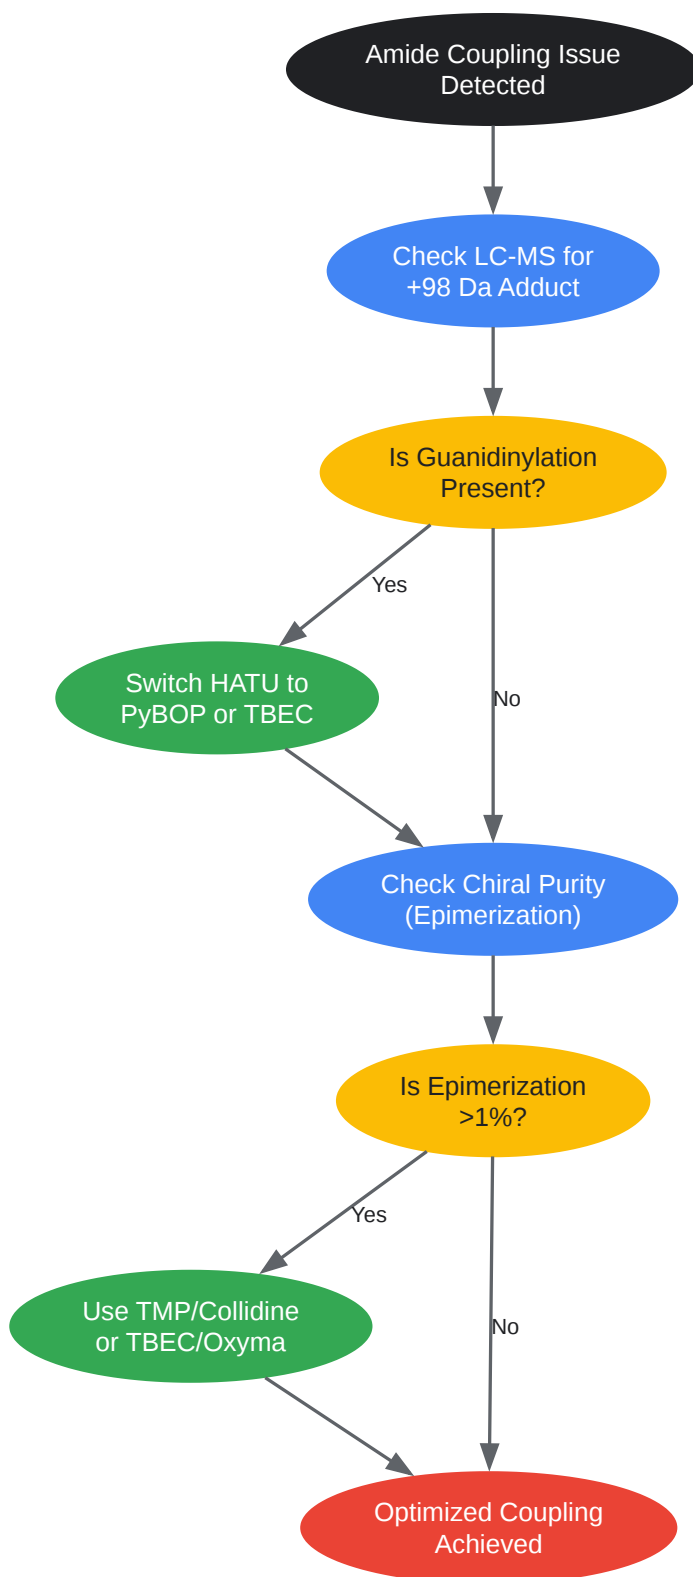 Amide Coupling Issue
Detected
Check LC-MS for
+98 Da Adduct
Is Guanidinylation
Present?
Yes
Switch HATU to
PyBOP or TBEC
No
Check Chiral Purity
(Epimerization)
Is Epimerization
>1%?
Yes
Use TMP/Collidine
or TBEC/Oxyma
No
Optimized Coupling
Achieved